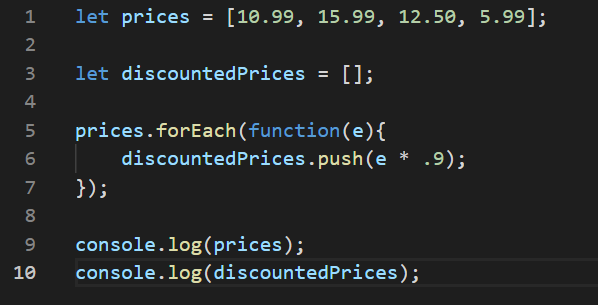 1 let prices = [10.99, 15.99, 12.50, 5.99];
2
3 let discountedPrices = [];
4
5 prices.forEach(function(e){
6     discountedPrices.push(e * .9);
7 });
8
9 console.log(prices);
10 console.log(discountedPrices);